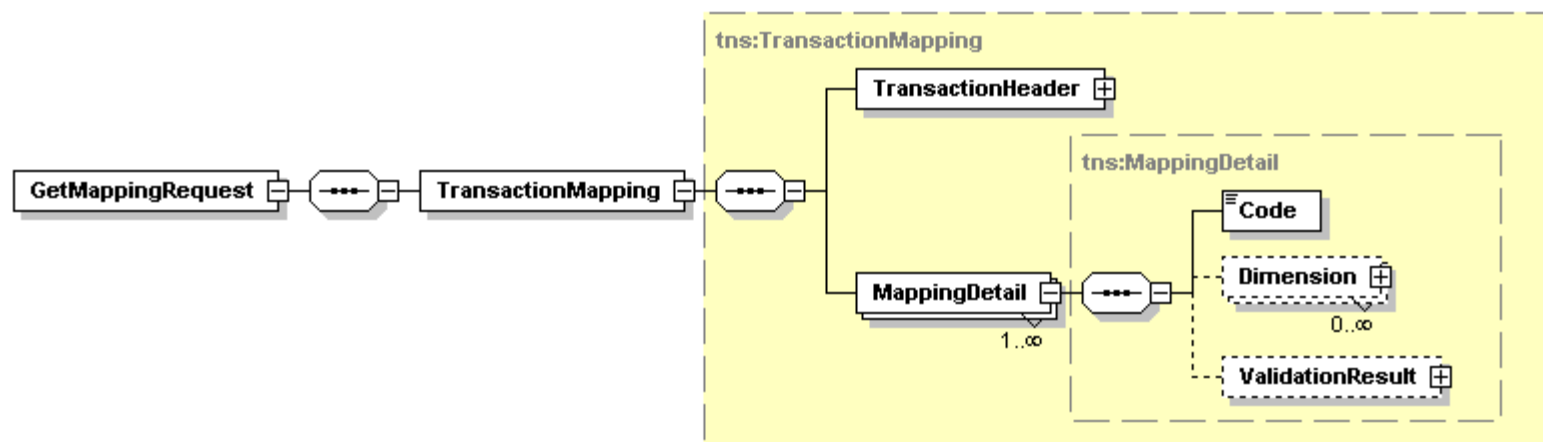 tns:TransactionMapping
TransactionHeader
tns:MappingDetail
GetMappingRequest
TransactionMapping
Code
Dimension
0..∞
MappingDetail
1..∞
ValidationResult